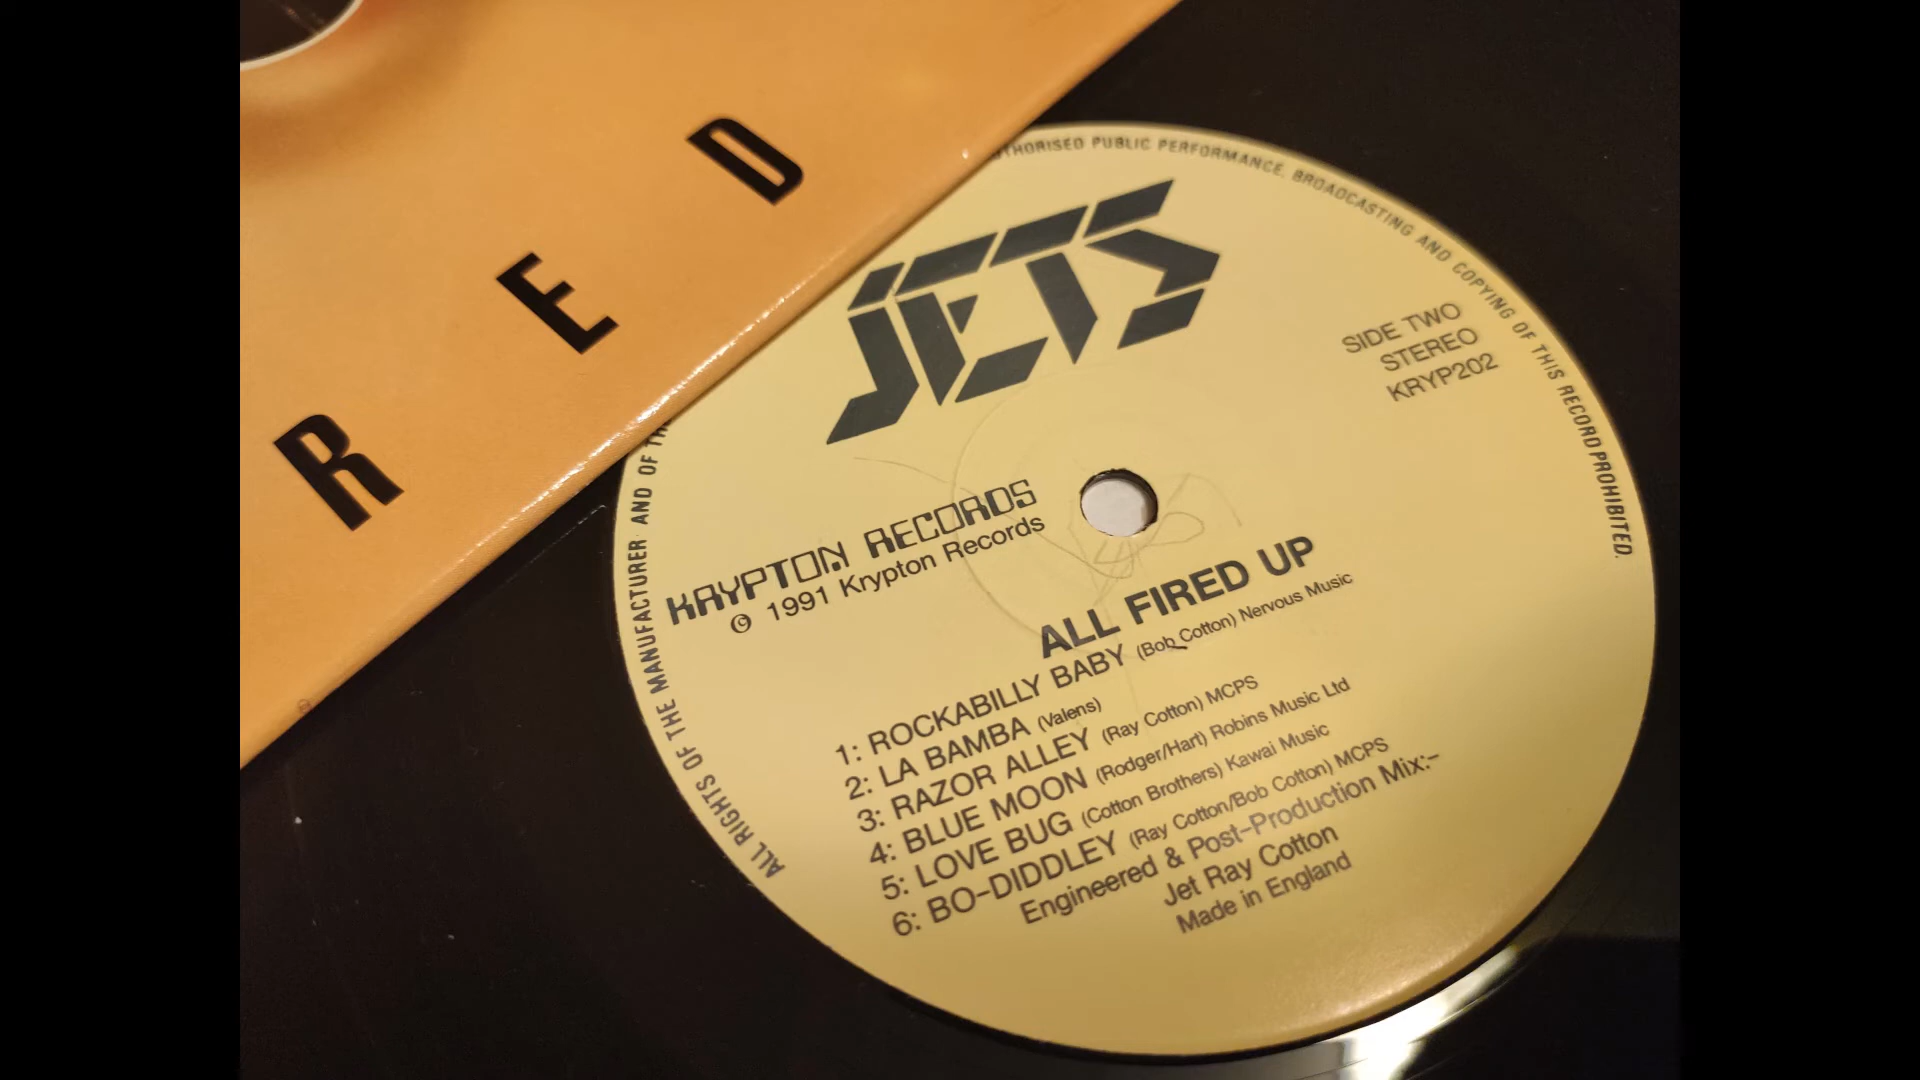 RED
JETS
SIDE TWO
STEREO
KRYP202
KRYPTON RECORDS
℗ 1991 Krypton Records
ALL FIRED UP
1: ROCKABILLY BABY (Bob Cotton) Nervous Music
2: LA BAMBA (Valens)
3: RAZOR ALLEY (Ray Cotton) MCPS
4: BLUE MOON (Rodger/Hart) Robins Music Ltd
5: LOVE BUG (Cotton Brothers) Kawai Music
6: BO-DIDDLEY (Ray Cotton/Bob Cotton) MCPS
Engineered & Post-Production Mix:-
Jet Ray Cotton
Made in England
ALL RIGHTS OF THE MANUFACTURER AND OF TH
THORISED PUBLIC PERFORMANCE, BROADCASTING AND COPYING OF THIS RECORD PROHIBITED.